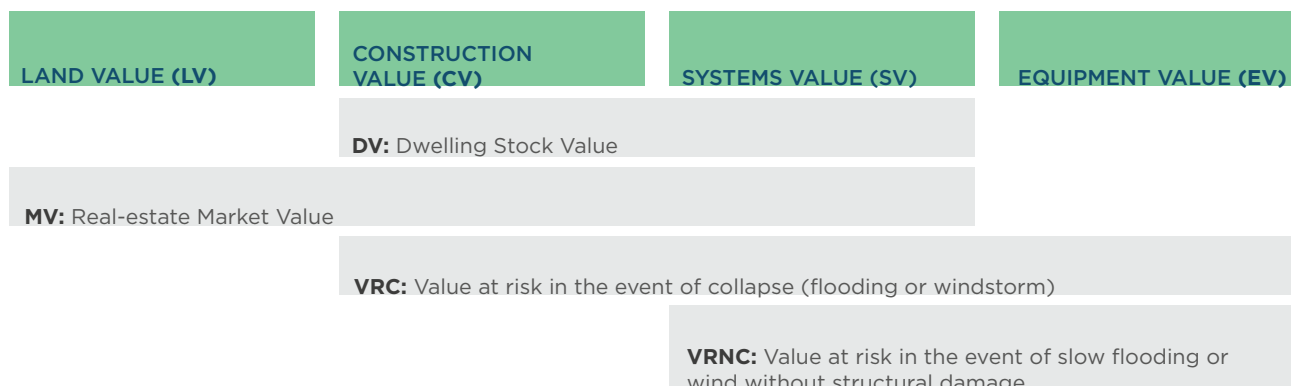 LAND VALUE (LV)
CONSTRUCTION
VALUE (CV)
SYSTEMS VALUE (SV)
EQUIPMENT VALUE (EV)
DV: Dwelling Stock Value
MV: Real-estate Market Value
VRC: Value at risk in the event of collapse (flooding or windstorm)
VRNC: Value at risk in the event of slow flooding or
wind without structural damage